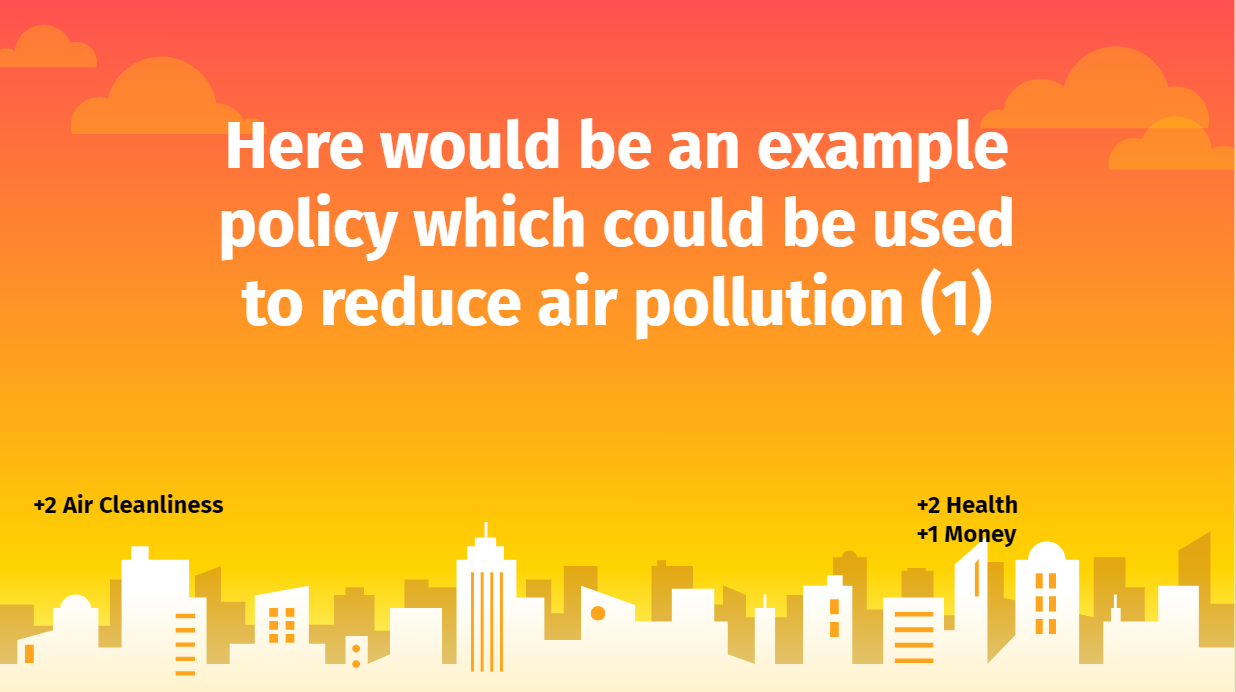 Here would be an example
policy which could be used
to reduce air pollution (1)
+2 Air Cleanliness
+2 Health
+1 Money